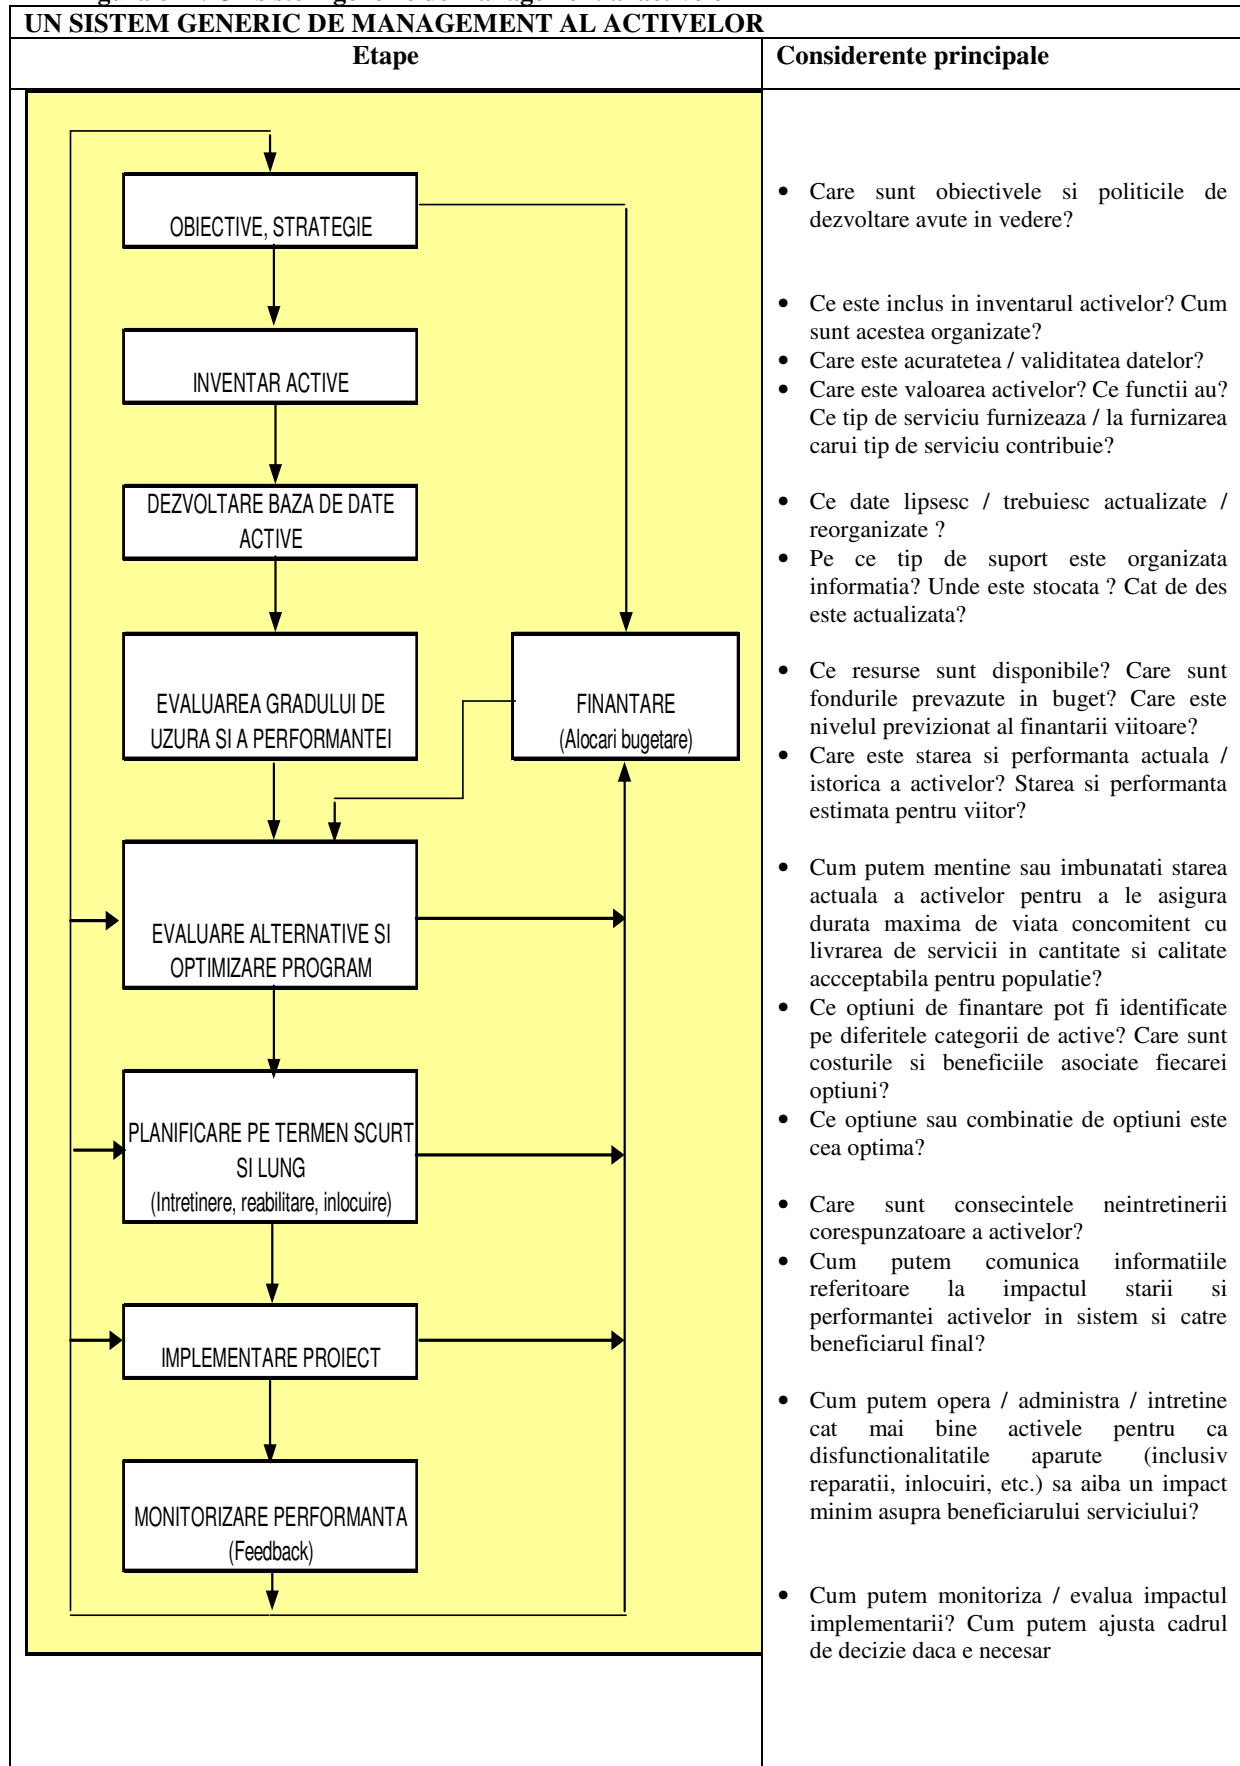 UN SISTEM GENERIC DE MANAGEMENT AL ACTIVELOR
Etape
Considerente principale
OBIECTIVE, STRATEGIE
INVENTAR ACTIVE
DEZVOLTARE BAZA DE DATE
ACTIVE
EVALUAREA GRADULUI DE
UZURA SI A PERFORMANTEI
FINANTARE
(Alocari bugetare)
EVALUARE ALTERNATIVE SI
OPTIMIZARE PROGRAM
PLANIFICARE PE TERMEN SCURT
SI LUNG
(Intretinere, reabilitare, inlocuire)
IMPLEMENTARE PROIECT
MONITORIZARE PERFORMANTA
(Feedback)
• Care sunt obiectivele si politicile de
dezvoltare avute in vedere?
• Ce este inclus in inventarul activelor? Cum
sunt acestea organizate?
• Care este acuratetea / validitatea datelor?
• Care este valoarea activelor? Ce functii au?
Ce tip de serviciu furnizeaza / la furnizarea
carui tip de serviciu contribuie?
• Ce date lipsesc / trebuiesc actualizate /
reorganizate ?
• Pe ce tip de suport este organizata
informatia? Unde este stocata ? Cat de des
este actualizata?
• Ce resurse sunt disponibile? Care sunt
fondurile prevazute in buget? Care este
nivelul previzionat al finantarii viitoare?
• Care este starea si performanta actuala /
istorica a activelor? Starea si performanta
estimata pentru viitor?
• Cum putem mentine sau imbunatati starea
actuala a activelor pentru a le asigura
durata maxima de viata concomitent cu
livrarea de servicii in cantitate si calitate
accceptabila pentru populatie?
• Ce optiuni de finantare pot fi identificate
pe diferitele categorii de active? Care sunt
costurile si beneficiile asociate fiecarei
optiuni?
• Ce optiune sau combinatie de optiuni este
cea optima?
• Care sunt consecintele neintretinerii
corespunzatoare a activelor?
• Cum putem comunica informatiile
referitoare la impactul starii si
performantei activelor in sistem si catre
beneficiarul final?
• Cum putem opera / administra / intretine
cat mai bine activele pentru ca
disfunctionalitatile aparute (inclusiv
reparatii, inlocuiri, etc.) sa aiba un impact
minim asupra beneficiarului serviciului?
• Cum putem monitoriza / evalua impactul
implementarii? Cum putem ajusta cadrul
de decizie daca e necesar